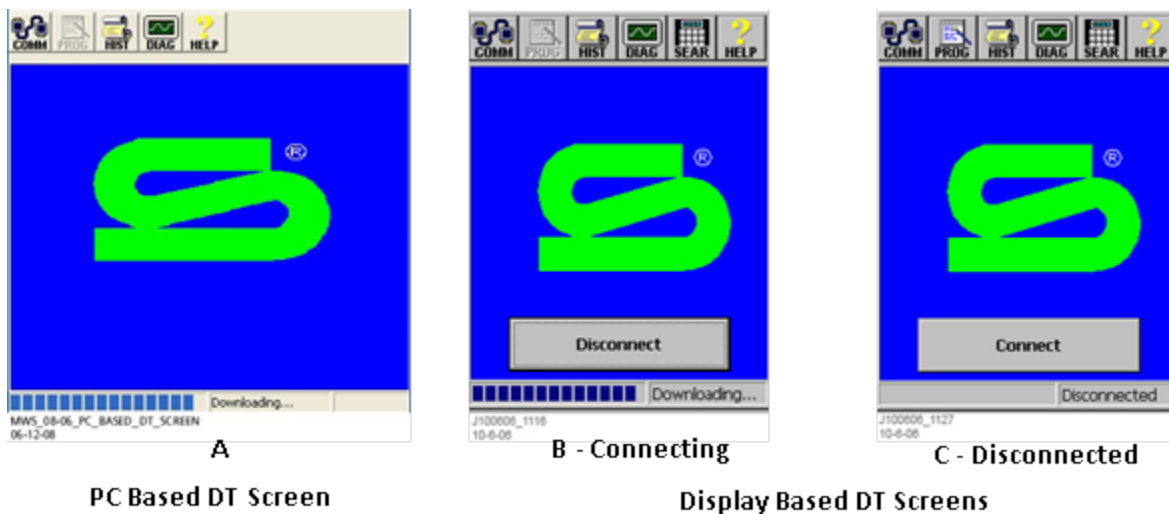 COMM PROG HIST DIAG HELP
COMM PROG HIST DIAG SEAR HELP
COMM PROG HIST DIAG SEAR HELP
®
®
®
Disconnect
Connect
Downloading...
Downloading...
Disconnected
MWS_08-06_PC_BASED_DT_SCREEN
06-12-08
J100606_1116
10-6-06
J100606_1127
10-6-06
A
B - Connecting
C - Disconnected
PC Based DT Screen
Display Based DT Screens